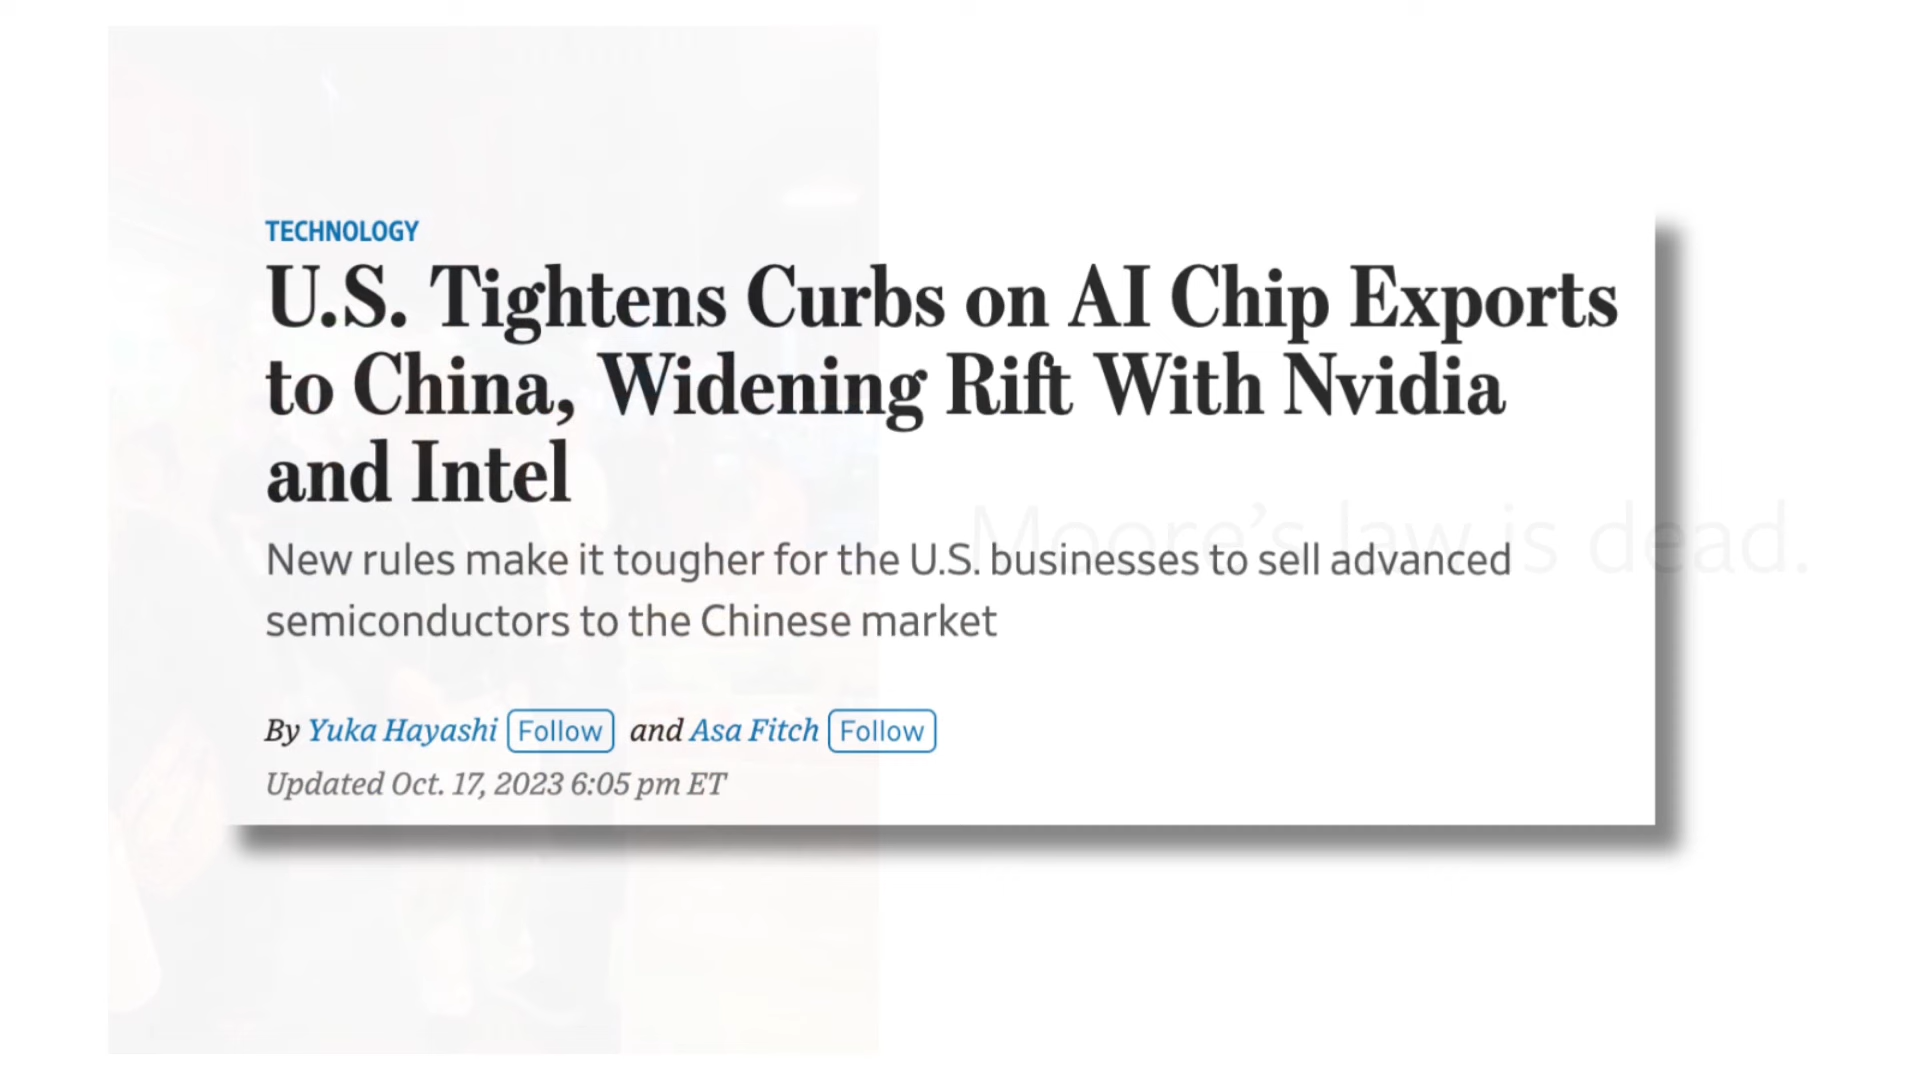 TECHNOLOGY
U.S. Tightens Curbs on AI Chip Exports
to China, Widening Rift With Nvidia
and Intel
Moore's law is dead.
New rules make it tougher for the U.S. businesses to sell advanced
semiconductors to the Chinese market
By Yuka Hayashi Follow and Asa Fitch Follow
Updated Oct. 17, 2023 6:05 pm ET